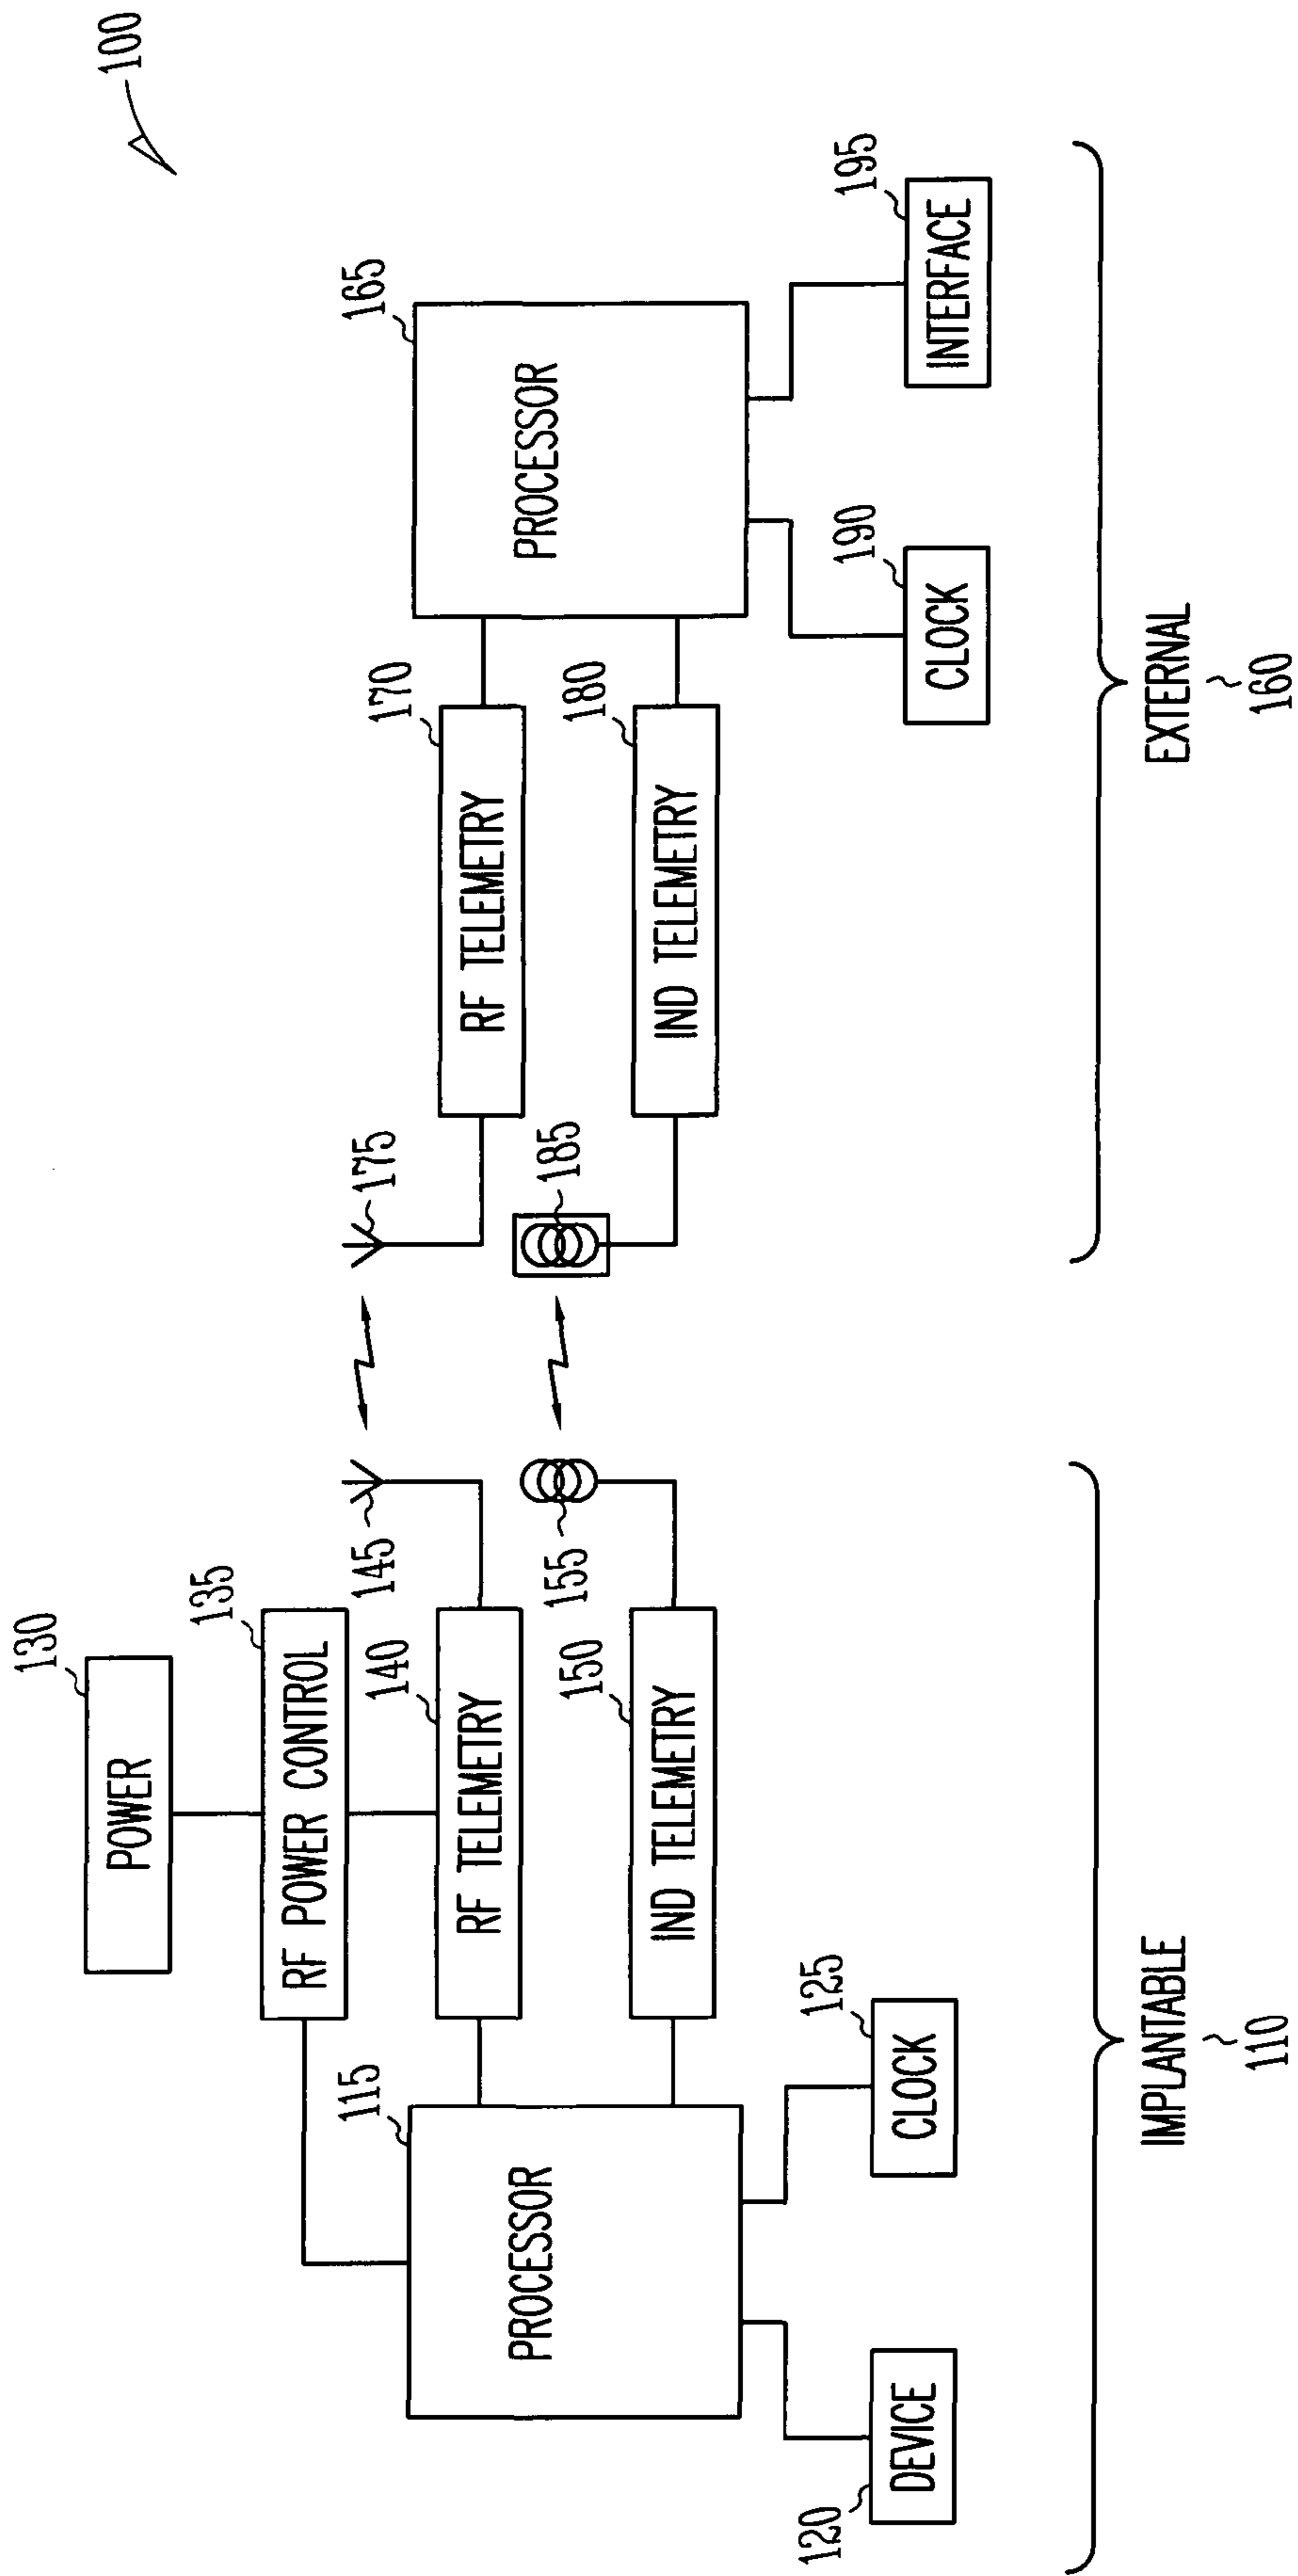 100
130
POWER
135
RF POWER CONTROL
145
175
165
PROCESSOR
140
RF TELEMETRY
170
RF TELEMETRY
115
PROCESSOR
155
185
150
IND TELEMETRY
180
IND TELEMETRY
120
DEVICE
125
CLOCK
190
CLOCK
195
INTERFACE
IMPLANTABLE
110
EXTERNAL
160